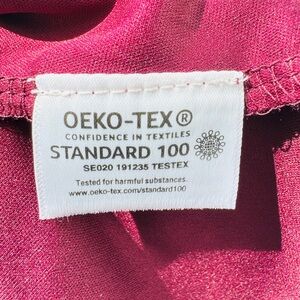 OEKO-TEX®
CONFIDENCE IN TEXTILES
STANDARD 100
SE020 191235 TESTEX
Tested for harmful substances.
www.oeko-tex.com/standard100